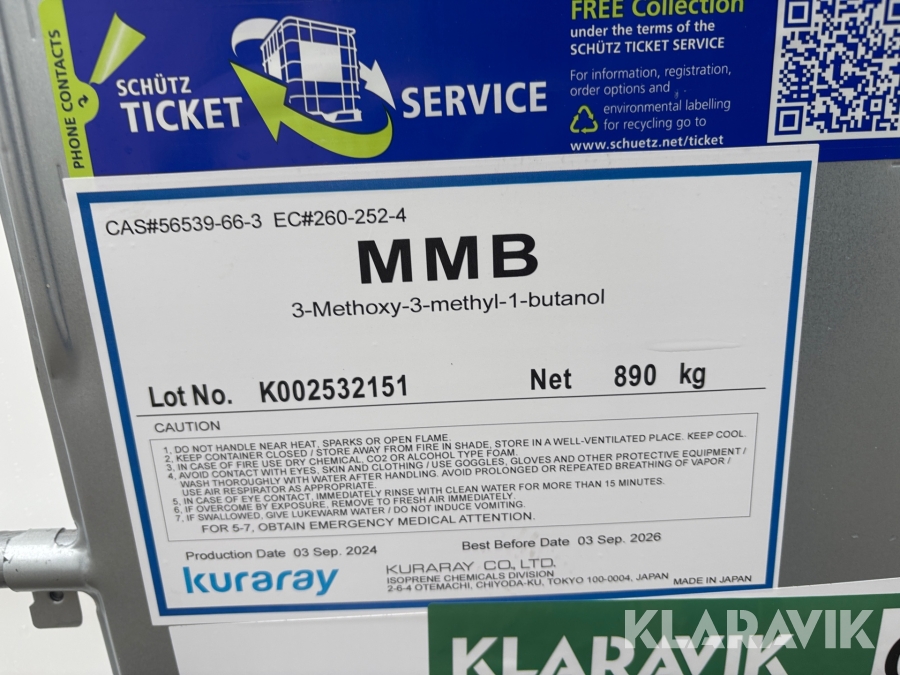 PHONE CONTACTS
SCHÜTZ
TICKET
SERVICE
FREE Collection
under the terms of the
SCHÜTZ TICKET SERVICE
For information, registration,
order options and
environmental labelling
for recycling go to
www.schuetz.net/ticket
CAS#56539-66-3 EC#260-252-4
MMB
3-Methoxy-3-methyl-1-butanol
Lot No. K002532151 Net 890 kg
CAUTION
1. DO NOT HANDLE NEAR HEAT, SPARKS OR OPEN FLAME.
2. KEEP CONTAINER CLOSED / STORE AWAY FROM FIRE IN SHADE, STORE IN A WELL-VENTILATED PLACE. KEEP COOL.
3. IN CASE OF FIRE USE DRY CHEMICAL, CO2 OR ALCOHOL TYPE FOAM.
4. AVOID CONTACT WITH EYES, SKIN AND CLOTHING / USE GOGGLES, GLOVES AND OTHER PROTECTIVE EQUIPMENT /
WASH THOROUGHLY WITH WATER AFTER HANDLING. AVOID PROLONGED OR REPEATED BREATHING OF VAPOR /
USE AIR RESPIRATOR AS APPROPRIATE.
5. IN CASE OF EYE CONTACT, IMMEDIATELY RINSE WITH CLEAN WATER FOR MORE THAN 15 MINUTES.
6. IF OVERCOME BY EXPOSURE, REMOVE TO FRESH AIR IMMEDIATELY.
7. IF SWALLOWED, GIVE LUKEWARM WATER / DO NOT INDUCE VOMITING.
FOR 5-7, OBTAIN EMERGENCY MEDICAL ATTENTION.
Production Date 03 Sep. 2024 Best Before Date 03 Sep. 2026
kuraray
KURARAY CO., LTD.
ISOPRENE CHEMICALS DIVISION
2-6-4 OTEMACHI, CHIYODA-KU, TOKYO 100-0004, JAPAN MADE IN JAPAN
KLARAVIK
KLARAVIK